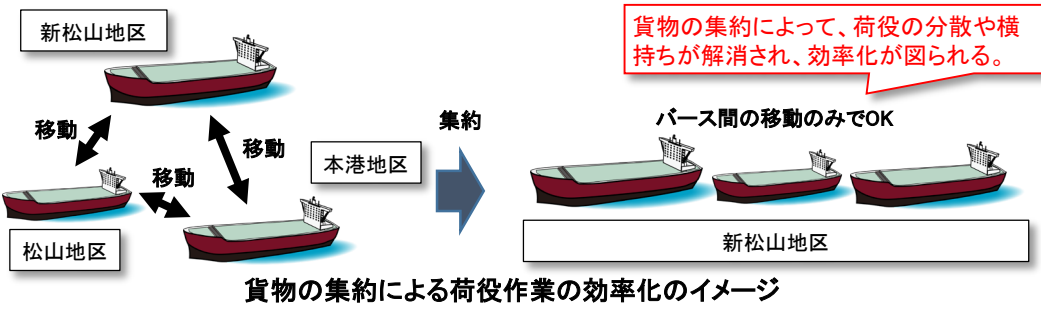 新松山地区
移動
移動
移動
本港地区
松山地区
集約
貨物の集約によって、荷役の分散や横
持ちが解消され、効率化が図られる。
バース間の移動のみでOK
新松山地区
貨物の集約による荷役作業の効率化のイメージ